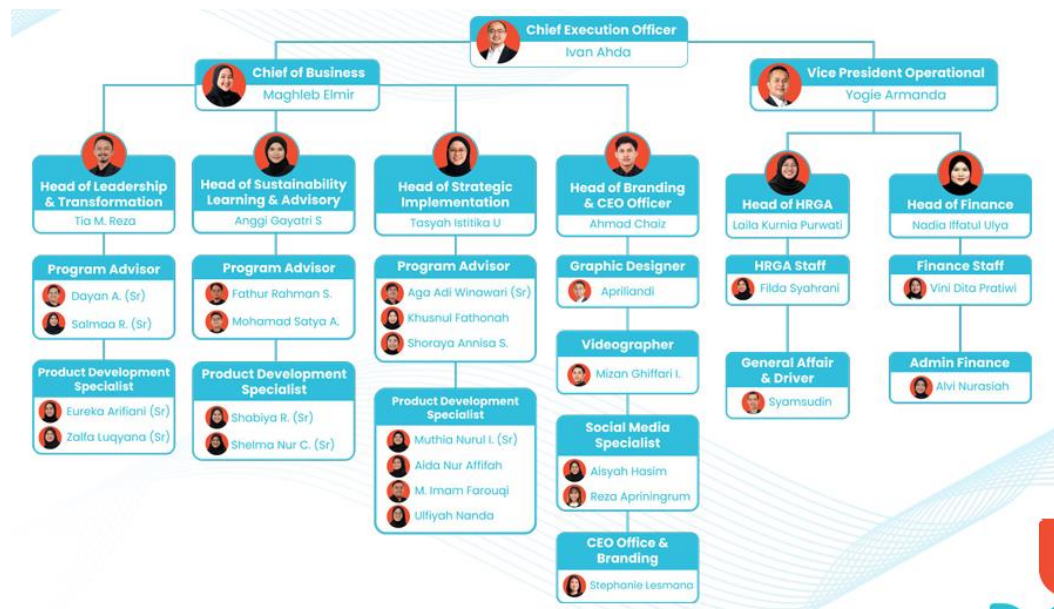 Chief Execution Officer
Ivan Ahda
Chief of Business
Maghleb Elmir
Vice President Operational
Yogie Armanda
Head of Leadership
& Transformation
Tia M. Reza
Program Advisor
Dayan A. (Sr)
Salmaa R. (Sr)
Product Development
Specialist
Eureka Arifiani (Sr)
Zalfa Luqyana (Sr)
Head of Sustainability
Learning & Advisory
Anggi Gayatri S
Program Advisor
Fathur Rahman S.
Mohamad Satya A.
Product Development
Specialist
Shabiya R. (Sr)
Shelma Nur C. (Sr)
Head of Strategic
Implementation
Tasyah Istitika U
Program Advisor
Aga Adi Winawari (Sr)
Khusnul Fathonah
Shoraya Annisa S.
Product Development
Specialist
Muthia Nurul I. (Sr)
Aida Nur Affifah
M. Imam Farouqi
Ulfiyah Nanda
Head of Branding
& CEO Officer
Ahmad Chaiz
Graphic Designer
Apriliandi
Videographer
Mizan Ghiffari I.
Social Media
Specialist
Aisyah Hasim
Reza Apriningrum
CEO Office &
Branding
Stephanie Lesmana
Head of HRGA
Laila Kurnia Purwati
HRGA Staff
Filda Syahrani
General Affair
& Driver
Syamsudin
Head of Finance
Nadia Iffatul Ulya
Finance Staff
Vini Dita Pratiwi
Admin Finance
Alvi Nurasiah